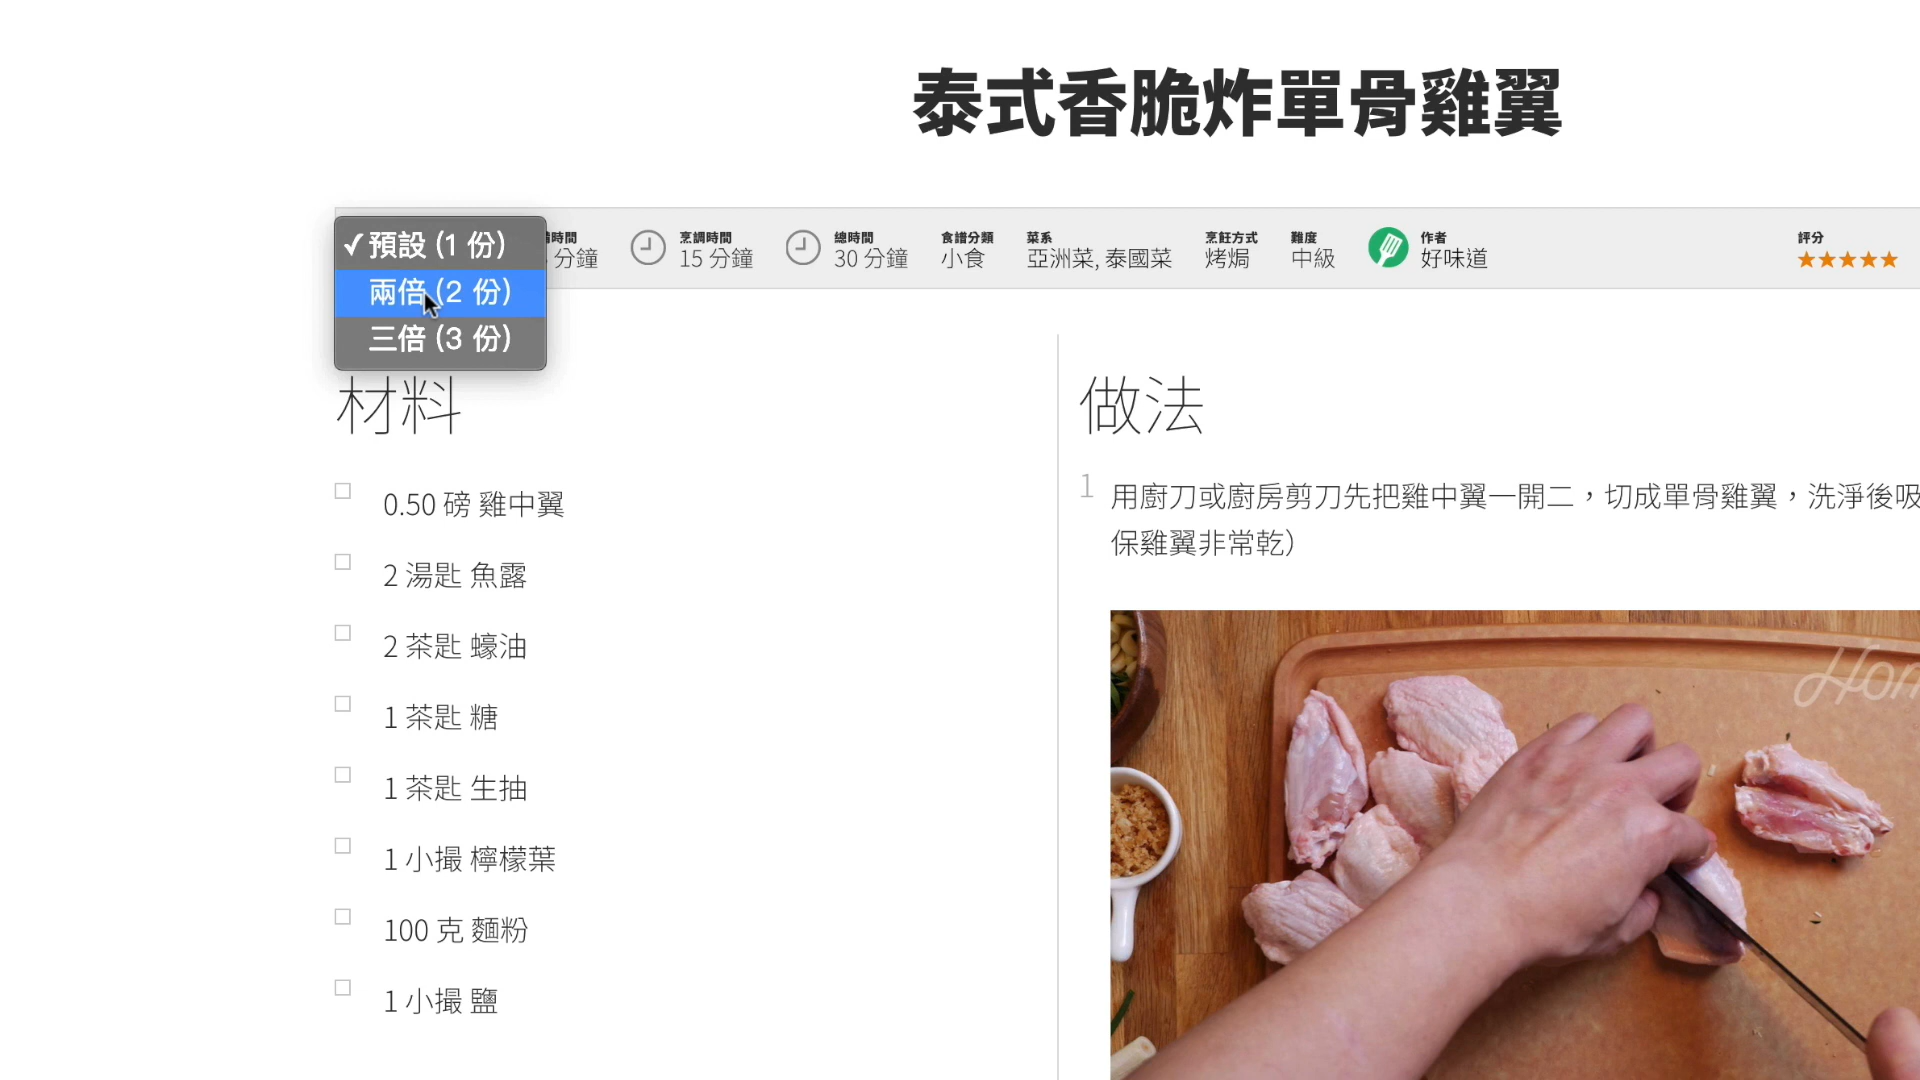 泰式香脆炸單骨雞翼
✓預設 (1 份)
兩倍 (2 份)
三倍 (3 份)
時間
分鐘
烹調時間
15 分鐘
總時間
30 分鐘
食譜分類
小食
菜系
亞洲菜, 泰國菜
烹飪方式
烤焗
難度
中級
作者
好味道
評分
★★★★★
材料
0.50 磅 雞中翼
2 湯匙 魚露
2 茶匙 蠔油
1 茶匙 糖
1 茶匙 生抽
1 小撮 檸檬葉
100 克 麵粉
1 小撮 鹽
做法
1 用廚刀或廚房剪刀先把雞中翼一開二，切成單骨雞翼，洗淨後吸
保雞翼非常乾）
Hom